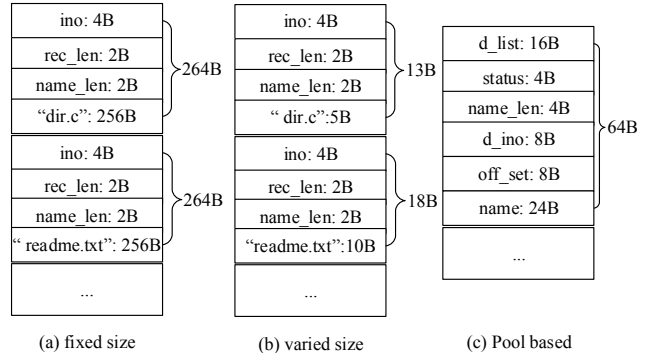 ino: 4B
rec_len: 2B
name_len: 2B
“dir.c”: 256B
264B
ino: 4B
rec_len: 2B
name_len: 2B
“ readme.txt”: 256B
264B
...
(a) fixed size
ino: 4B
rec_len: 2B
name_len: 2B
“ dir.c”:5B
13B
ino: 4B
rec_len: 2B
name_len: 2B
“readme.txt”:10B
18B
...
(b) varied size
d_list: 16B
status: 4B
name_len: 4B
d_ino: 8B
off_set: 8B
name: 24B
64B
...
(c) Pool based